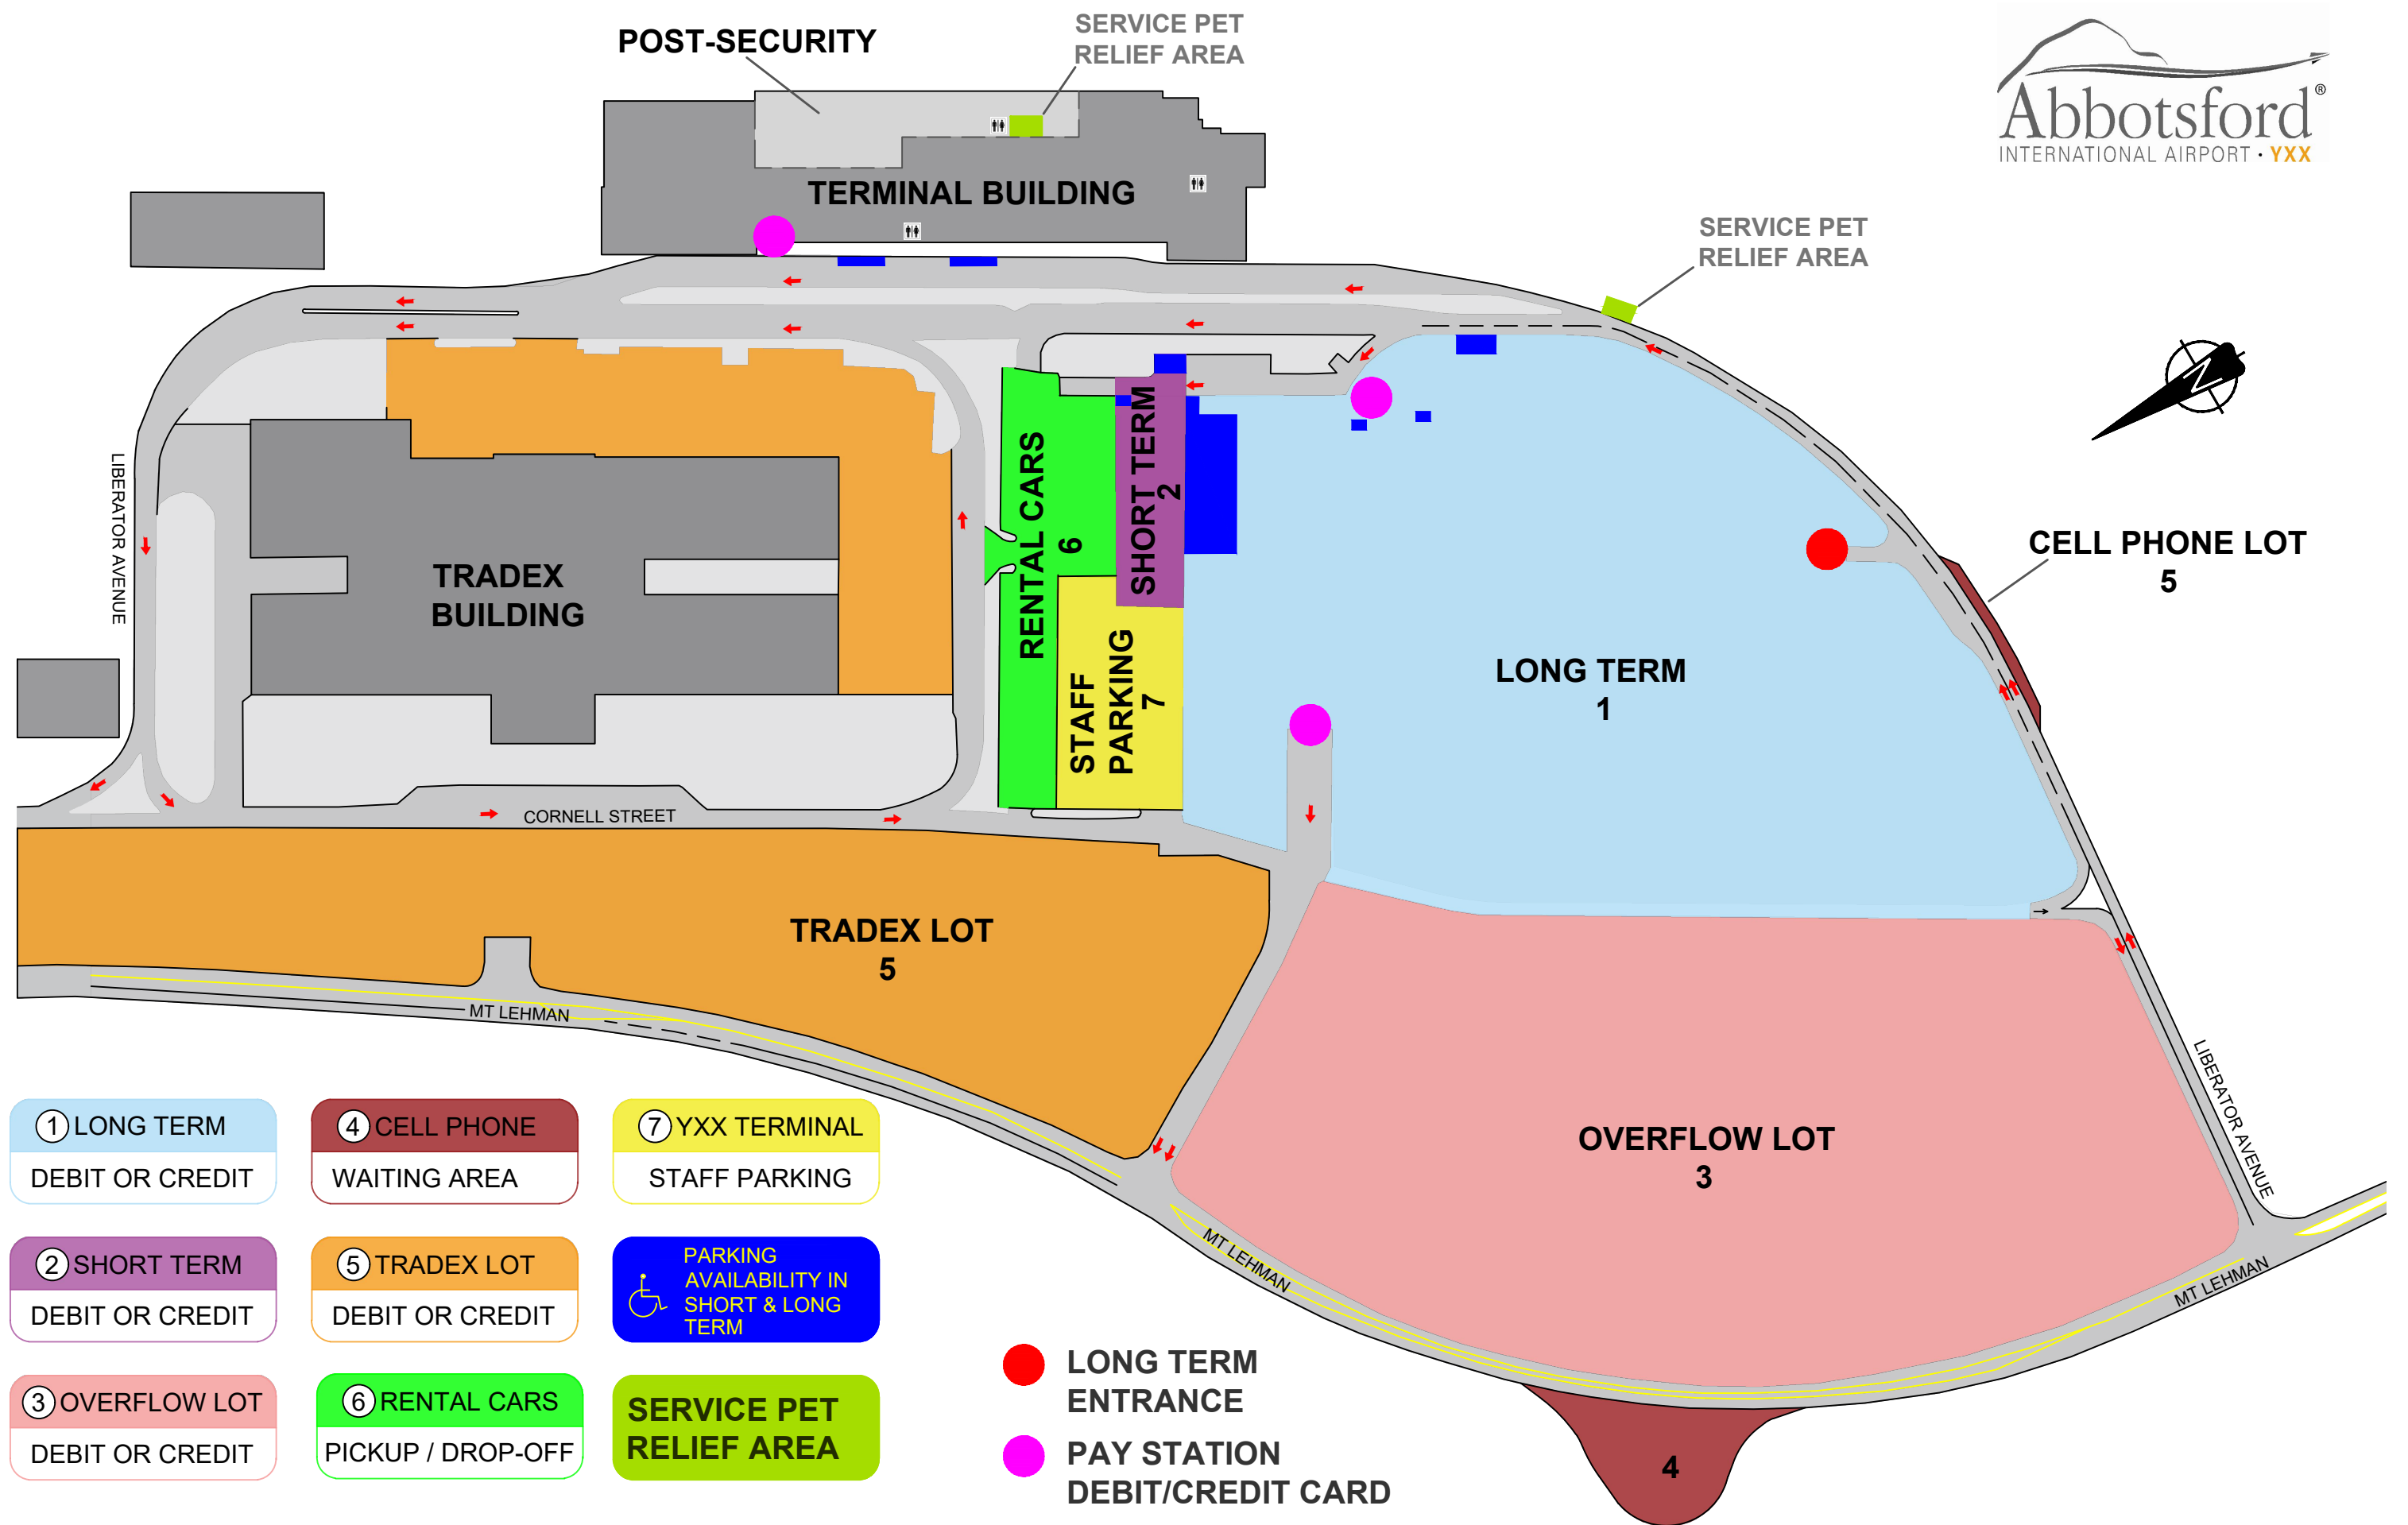 POST-SECURITY
SERVICE PET
RELIEF AREA
Abbotsford®
INTERNATIONAL AIRPORT · YXX
TERMINAL BUILDING
SERVICE PET
RELIEF AREA
N
LIBERATOR AVENUE
TRADEX
BUILDING
RENTAL CARS
6
SHORT TERM
2
STAFF
PARKING
7
LONG TERM
1
CELL PHONE LOT
5
CORNELL STREET
TRADEX LOT
5
MT LEHMAN
OVERFLOW LOT
3
LIBERATOR AVENUE
MT LEHMAN
MT LEHMAN
4
1 LONG TERM
DEBIT OR CREDIT
4 CELL PHONE
WAITING AREA
7 YXX TERMINAL
STAFF PARKING
2 SHORT TERM
DEBIT OR CREDIT
5 TRADEX LOT
DEBIT OR CREDIT
PARKING
AVAILABILITY IN
SHORT & LONG
TERM
3 OVERFLOW LOT
DEBIT OR CREDIT
6 RENTAL CARS
PICKUP / DROP-OFF
SERVICE PET
RELIEF AREA
LONG TERM
ENTRANCE
PAY STATION
DEBIT/CREDIT CARD